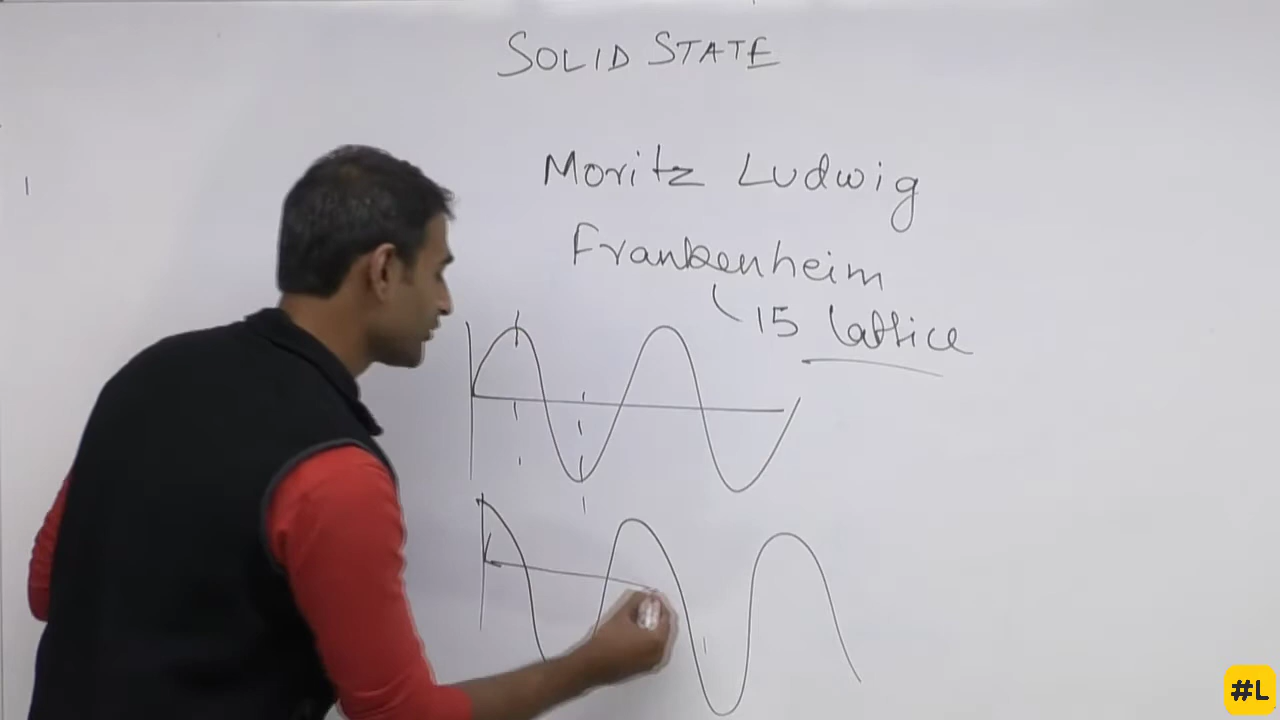 SOLID STATE
Moritz Ludwig
Frankenheim
15 lattice
#L